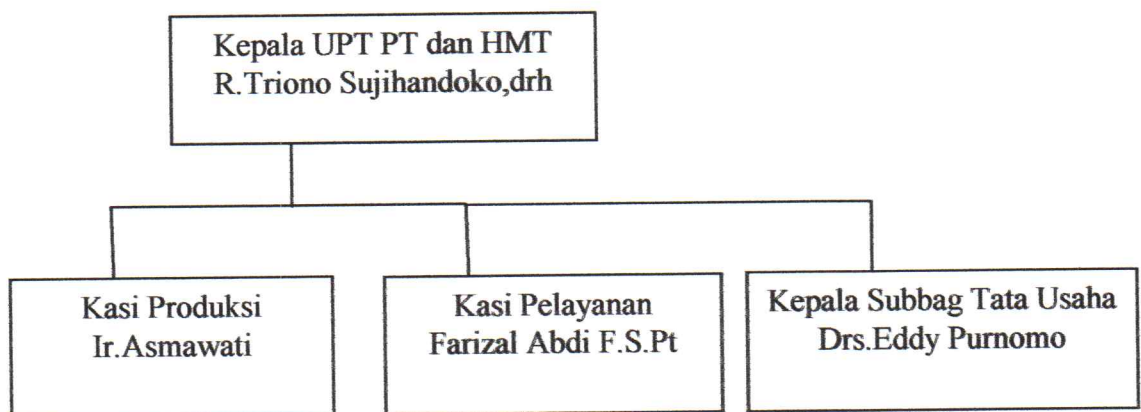 Kepala UPT PT dan HMT
R.Triono Sujihandoko,drh
Kasi Produksi
Ir.Asmawati
Kasi Pelayanan
Farizal Abdi F.S.Pt
Kepala Subbag Tata Usaha
Drs.Eddy Purnomo